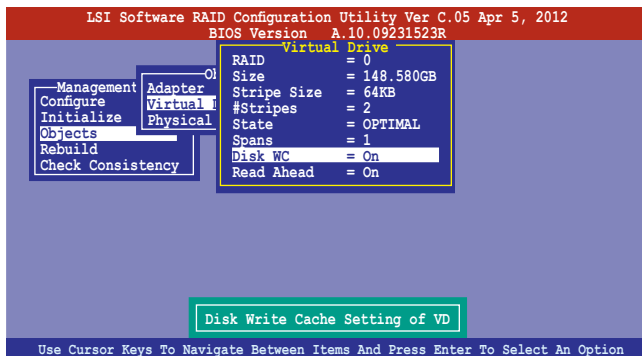 LSI Software RAID Configuration Utility Ver C.05 Apr 5, 2012
BIOS Version A.10.09231523R
Management
Configure
Initialize
Objects
Rebuild
Check Consistency
Adapter
Virtual
Physical
Virtual Drive
RAID = 0
Size = 148.580GB
Stripe Size = 64KB
#Stripes = 2
State = OPTIMAL
Spans = 1
Disk WC = On
Read Ahead = On
Disk Write Cache Setting of VD
Use Cursor Keys To Navigate Between Items And Press Enter To Select An Option